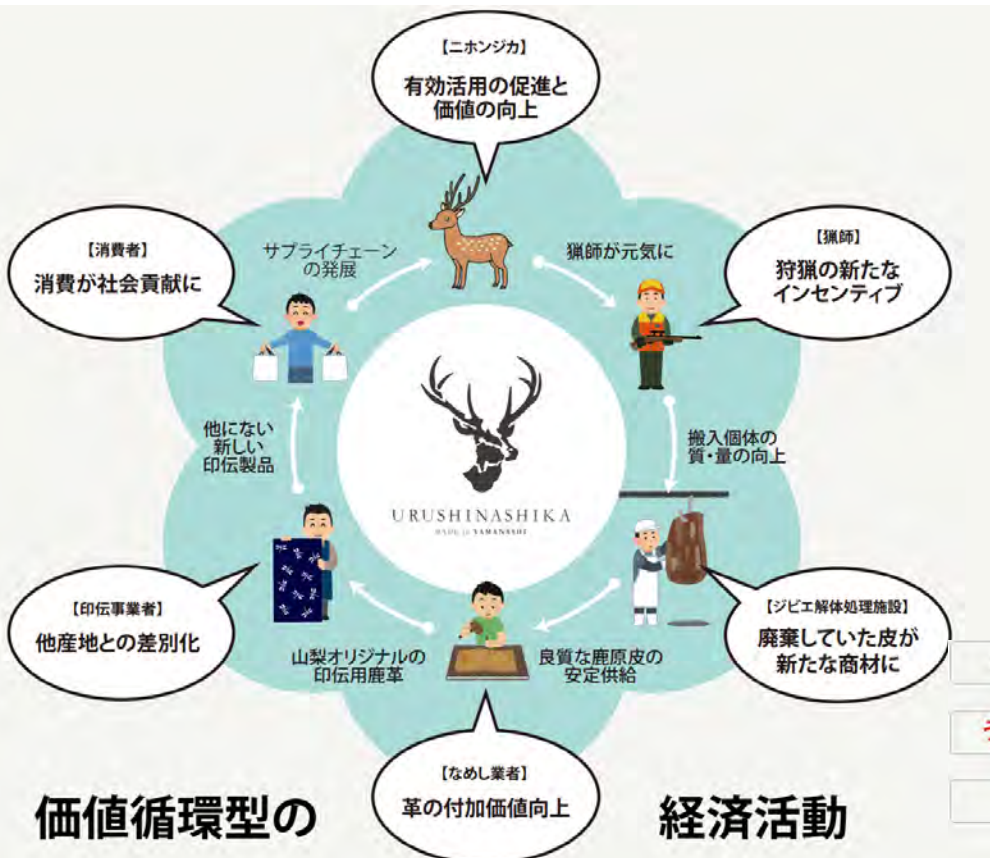 【ニホンジカ】
有効活用の促進と
価値の向上
【消費者】
消費が社会貢献に
サプライチェーン
の発展
猟師が元気に
【猟師】
狩猟の新たな
インセンティブ
他にない
新しい
印伝製品
搬入個体の
質・量の向上
URUSHINASHIKA
MADE in YAMANASHI
【印伝事業者】
他産地との差別化
山梨オリジナルの
印伝用鹿革
良質な鹿原皮の
安定供給
【ジビエ解体処理施設】
廃棄していた皮が
新たな商材に
【なめし業者】
革の付加価値向上
価値循環型の
経済活動